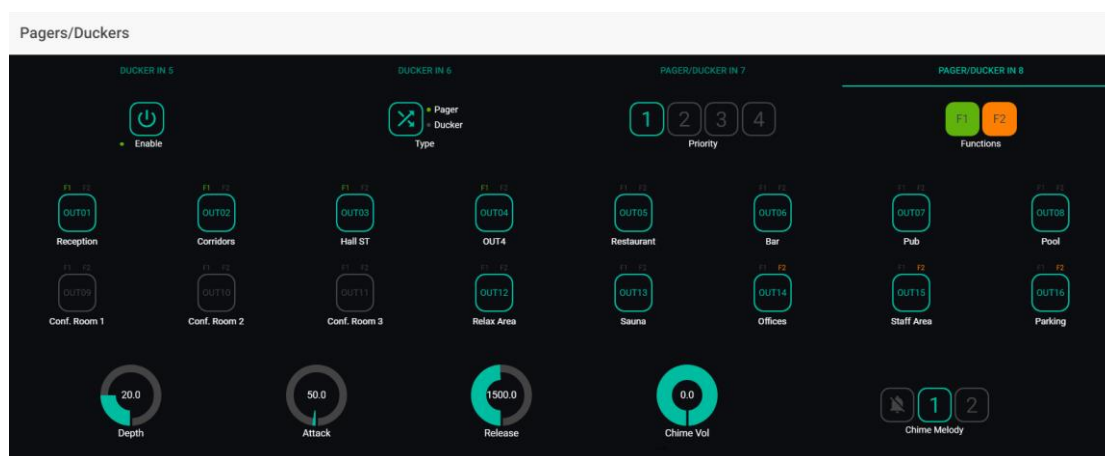 Pagers/Duckers
DUCKER IN 5 DUCKER IN 6 PAGER/DUCKER IN 7 PAGER/DUCKER IN 8
Pager
Ducker
1 2 3 4
F1 F2
Enable Type Priority Functions
F1 F2 F1 F2 F1 F2 F1 F2 F1 F2 F1 F2 F1 F2 F1 F2
OUT01 OUT02 OUT03 OUT04 OUT05 OUT06 OUT07 OUT08
Reception Corridors Hall ST OUT4 Restaurant Bar Pub Pool
F1 F2 F1 F2 F1 F2 F1 F2 F1 F2 F1 F2 F1 F2 F1 F2
OUT09 OUT10 OUT11 OUT12 OUT13 OUT14 OUT15 OUT16
Conf. Room 1 Conf. Room 2 Conf. Room 3 Relax Area Sauna Offices Staff Area Parking
20.0 50.0 1500.0 0.0 1 2
Depth Attack Release Chime Vol Chime Melody